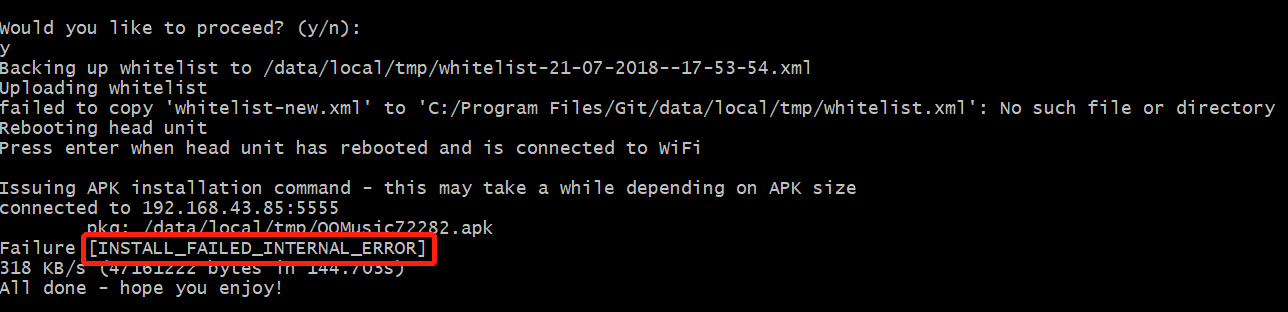 Would you like to proceed? (y/n):
y
Backing up whitelist to /data/local/tmp/whitelist-21-07-2018--17-53-54.xml
Uploading whitelist
failed to copy 'whitelist-new.xml' to 'C:/Program Files/Git/data/local/tmp/whitelist.xml': No such file or directory
Rebooting head unit
Press enter when head unit has rebooted and is connected to WiFi
Issuing APK installation command - this may take a while depending on APK size
connected to 192.168.43.85:5555
pkg: /data/local/tmp/QQMusic72282.apk
Failure [INSTALL_FAILED_INTERNAL_ERROR]
318 KB/s (47161222 bytes in 144.703s)
All done - hope you enjoy!